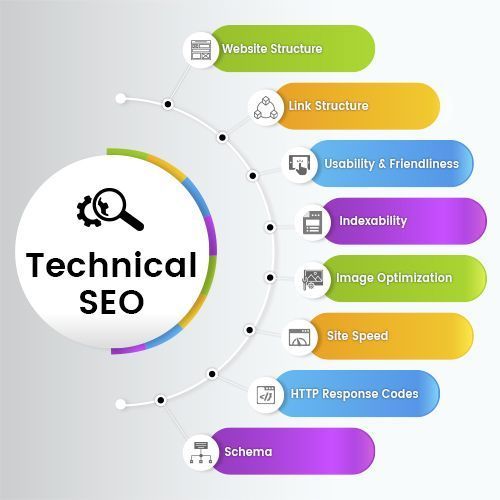 Website Structure
Link Structure
Usability & Friendliness
Indexability
Technical
SEO
Image Optimization
Site Speed
HTTP Response Codes
Schema